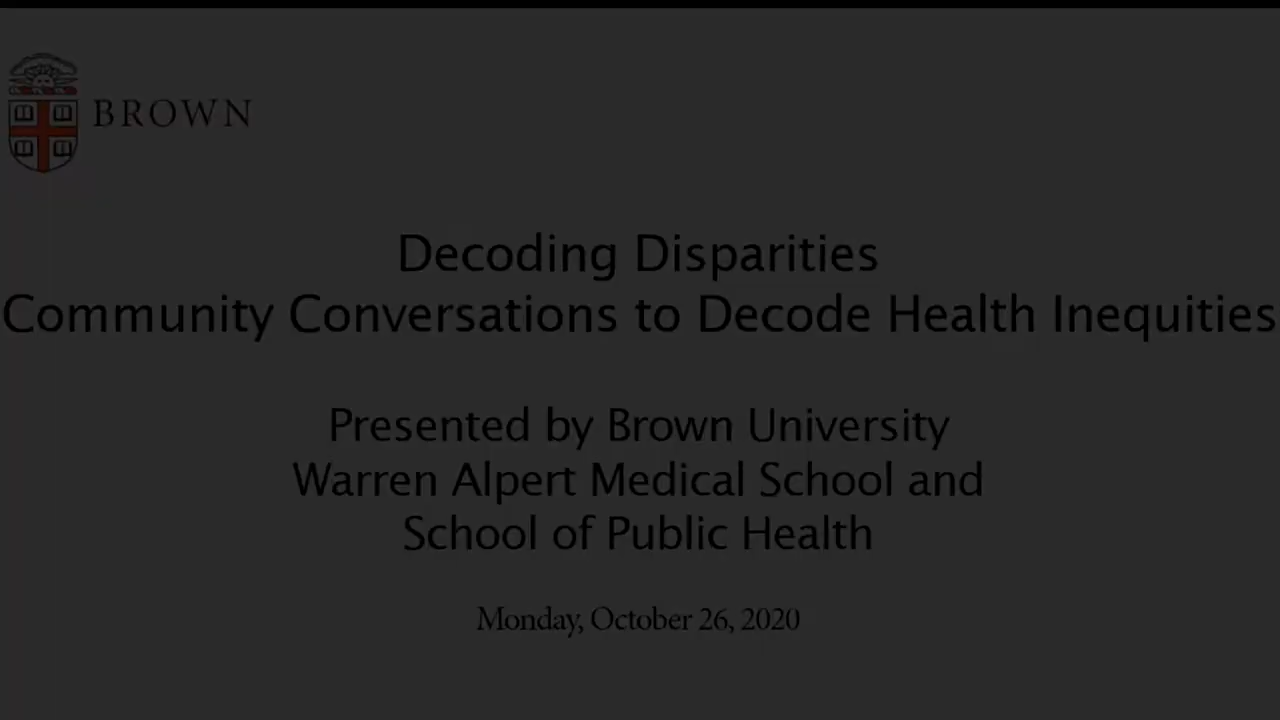 BROWN
Decoding Disparities
Community Conversations to Decode Health Inequities
Presented by Brown University
Warren Alpert Medical School and
School of Public Health
Monday, October 26, 2020